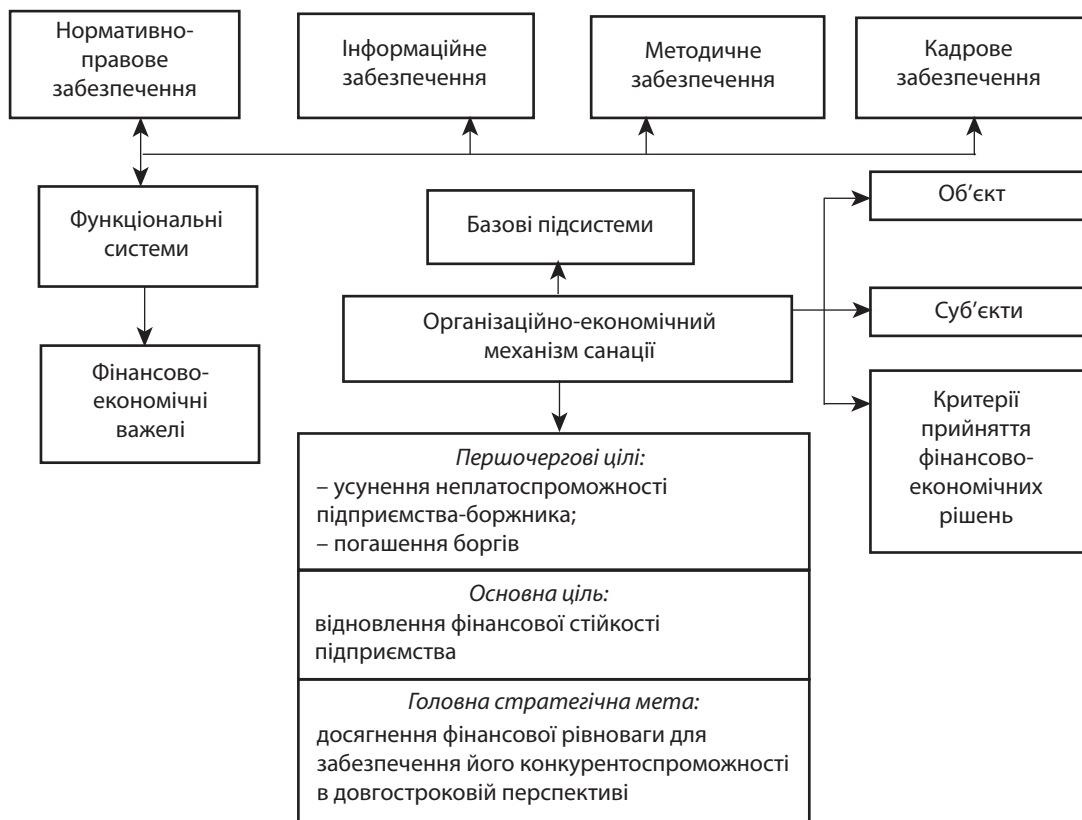 Нормативно-
правове
забезпечення
Інформаційне
забезпечення
Методичне
забезпечення
Кадрове
забезпечення
Функціональні
системи
Базові підсистеми
Об’єкт
Організаційно-економічний
механізм санації
Суб’єкти
Фінансово-
економічні
важелі
Критерії
прийняття
фінансово-
економічних
рішень
Першочергові цілі:
– усунення неплатоспроможності
підприємства-боржника;
– погашення боргів
Основна ціль:
відновлення фінансової стійкості
підприємства
Головна стратегічна мета:
досягнення фінансової рівноваги для
забезпечення його конкурентоспроможності
в довгостроковій перспективі